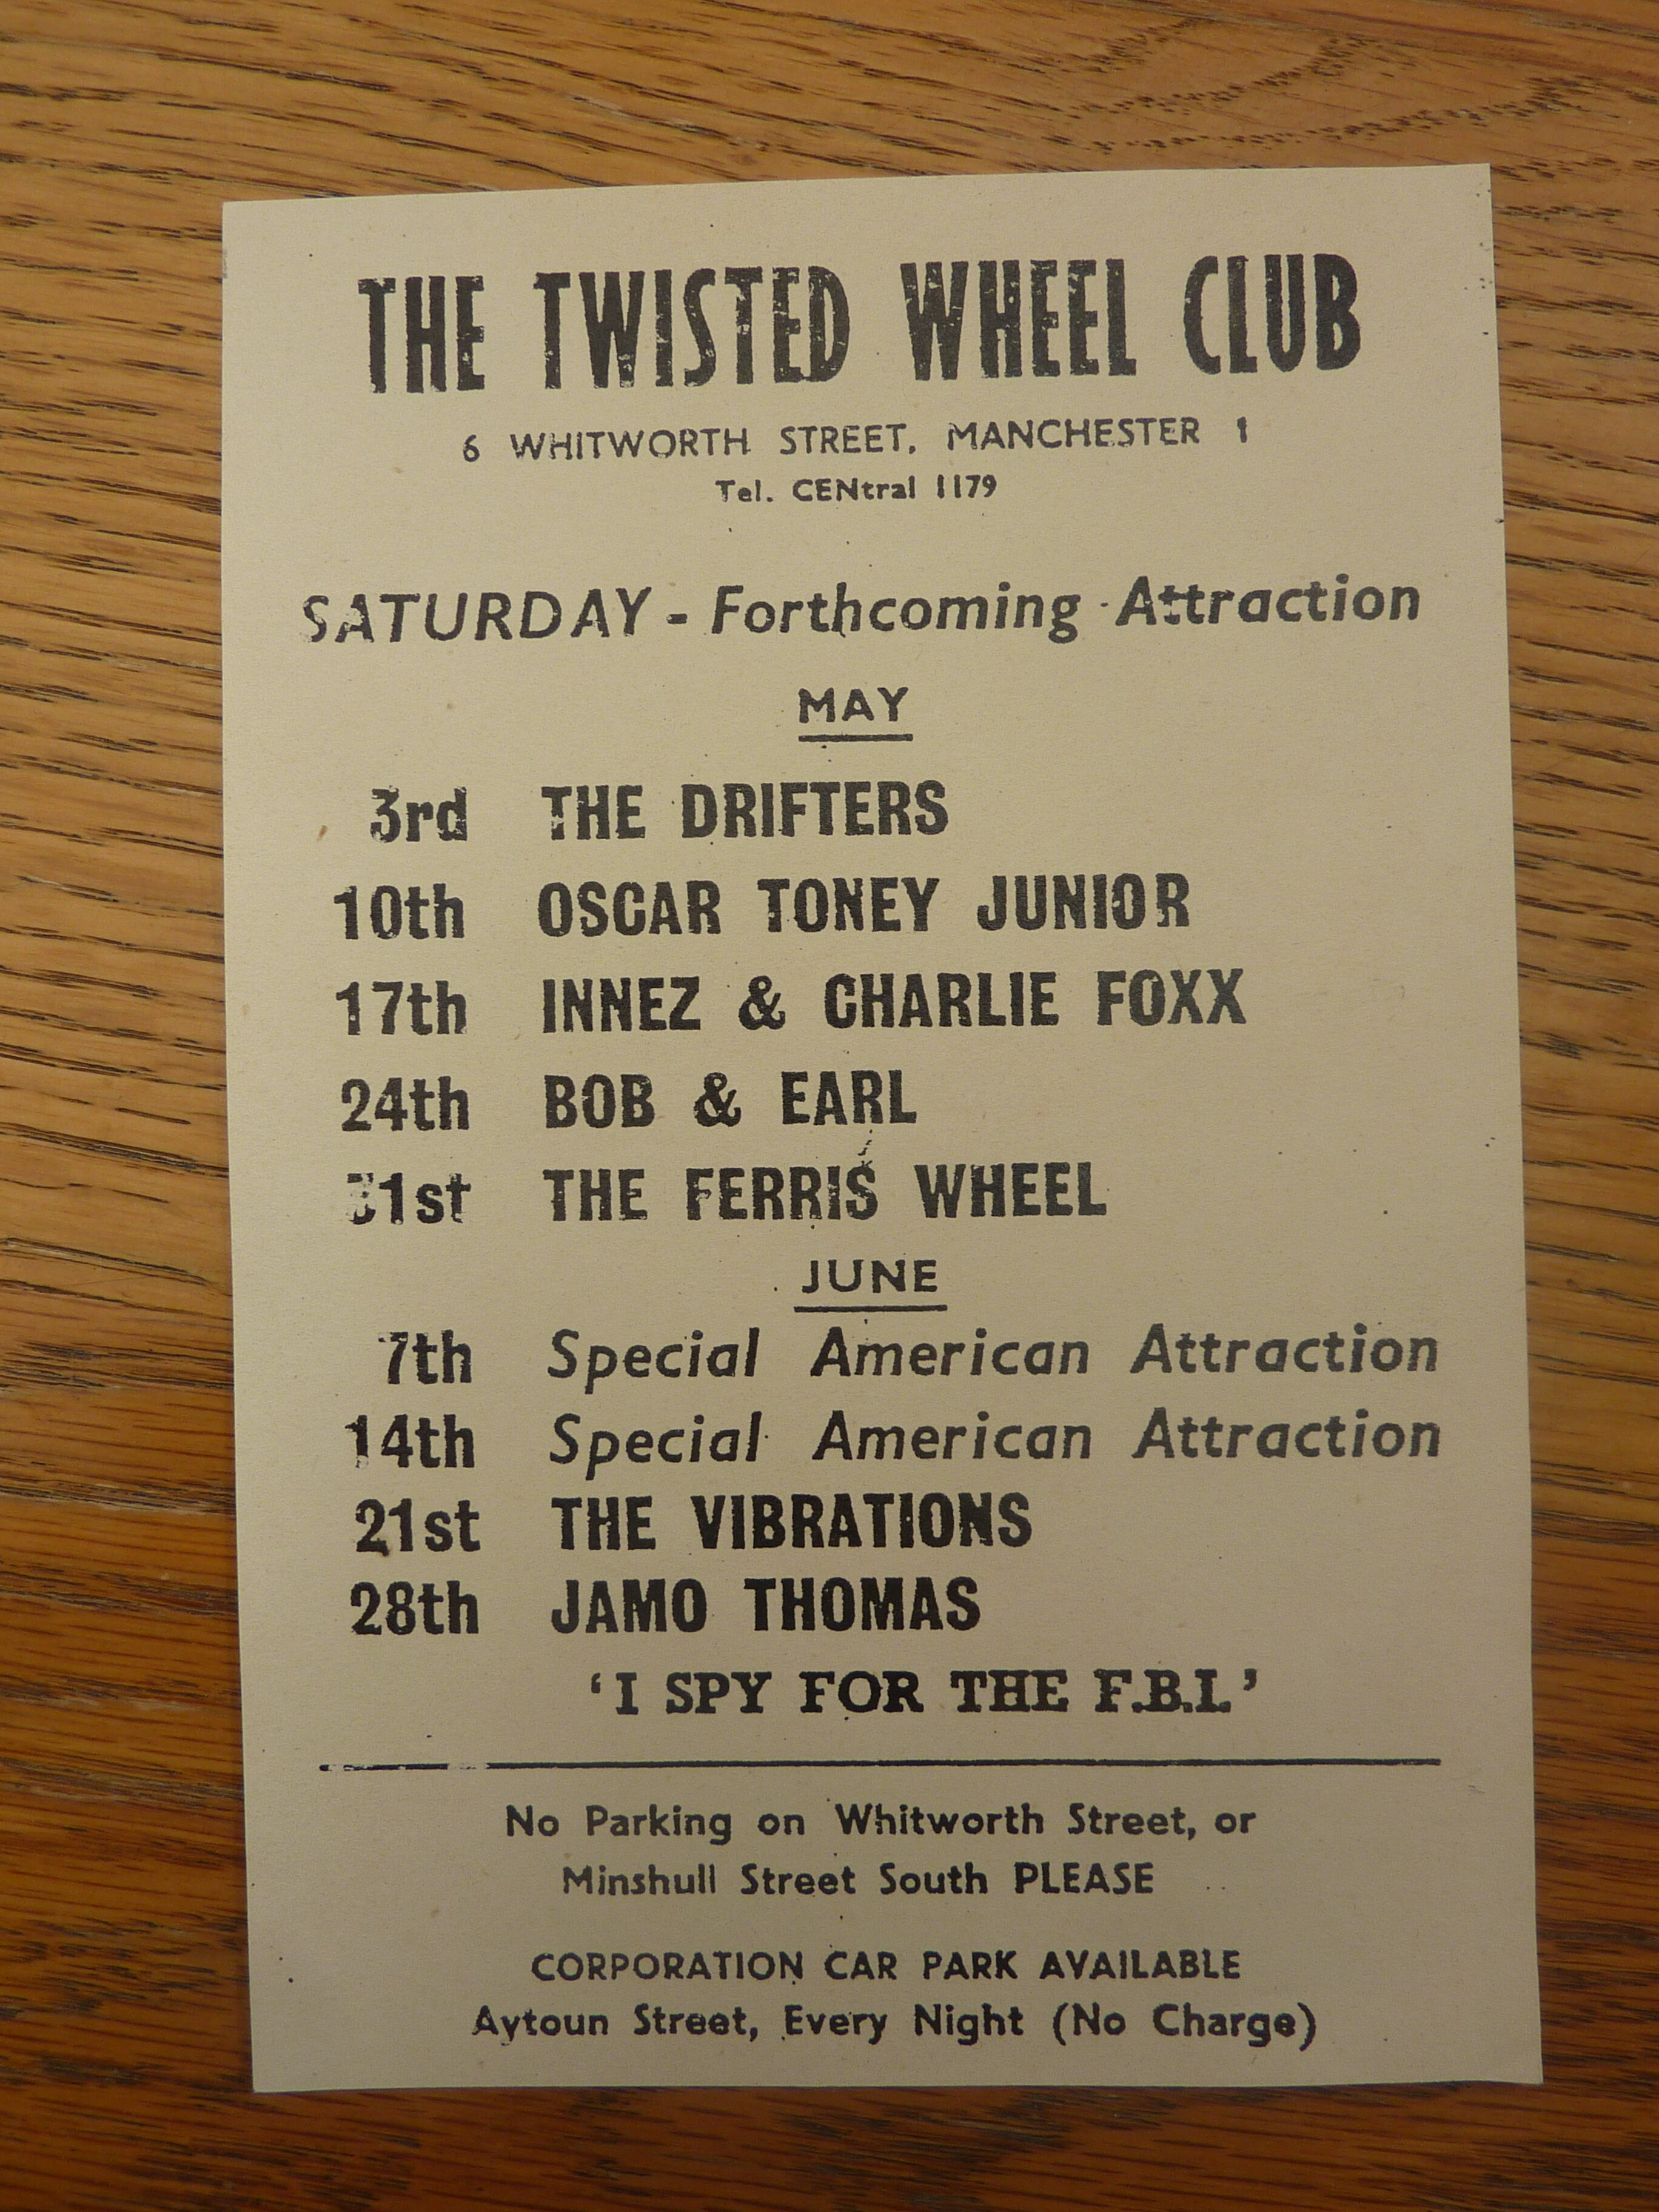 THE TWISTED WHEEL CLUB
6 WHITWORTH STREET, MANCHESTER 1
Tel. CENtral 1179
SATURDAY - Forthcoming Attraction
MAY
3rd THE DRIFTERS
10th OSCAR TONEY JUNIOR
17th INNEZ & CHARLIE FOXX
24th BOB & EARL
31st THE FERRIS WHEEL
JUNE
7th Special American Attraction
14th Special American Attraction
21st THE VIBRATIONS
28th JAMO THOMAS
‘I SPY FOR THE F.B.I.’
No Parking on Whitworth Street, or
Minshull Street South PLEASE
CORPORATION CAR PARK AVAILABLE
Aytoun Street, Every Night (No Charge)